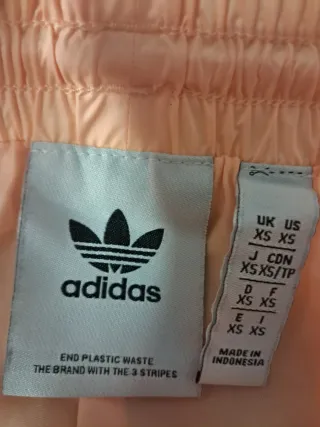 adidas
END PLASTIC WASTE
THE BRAND WITH THE 3 STRIPES
UK US
XS XS
J CDN
XS XS/TP
D F
XS XS
E I
XS XS
MADE IN
INDONESIA